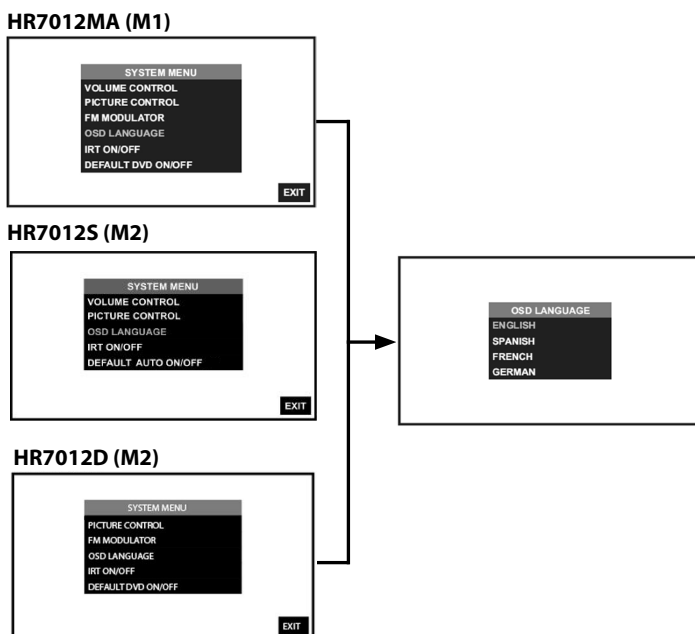 HR7012MA (M1)
SYSTEM MENU
VOLUME CONTROL
PICTURE CONTROL
FM MODULATOR
OSD LANGUAGE
IRT ON/OFF
DEFAULT DVD ON/OFF
EXIT
HR7012S (M2)
SYSTEM MENU
VOLUME CONTROL
PICTURE CONTROL
OSD LANGUAGE
IRT ON/OFF
DEFAULT AUTO ON/OFF
EXIT
OSD LANGUAGE
ENGLISH
SPANISH
FRENCH
GERMAN
HR7012D (M2)
SYSTEM MENU
PICTURE CONTROL
FM MODULATOR
OSD LANGUAGE
IRT ON/OFF
DEFAULT DVD ON/OFF
EXIT